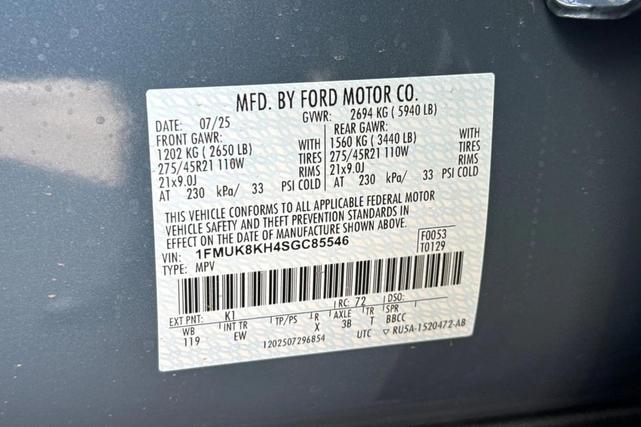 MFD. BY FORD MOTOR CO.
DATE: 07/25 GVWR: 2694 KG ( 5940 LB)
FRONT GAWR: REAR GAWR:
1202 KG ( 2650 LB) WITH 1560 KG ( 3440 LB) WITH
275/45R21 110W TIRES 275/45R21 110W TIRES
21x9.0J RIMS 21x9.0J RIMS
AT 230 kPa/ 33 PSI COLD AT 230 kPa/ 33 PSI COLD
THIS VEHICLE CONFORMS TO ALL APPLICABLE FEDERAL MOTOR
VEHICLE SAFETY AND THEFT PREVENTION STANDARDS IN
EFFECT ON THE DATE OF MANUFACTURE SHOWN ABOVE.
VIN: 1FMUK8KH4SGC85546 F0053
TYPE: MPV T0129
EXT PNT: K1 RC: 72 DSO:
WB INT TR TP/PS R AXLE TR SPR
119 EW X 3B T BBCC
1202507296854 UTC ▽ RU5A-1520472-AB